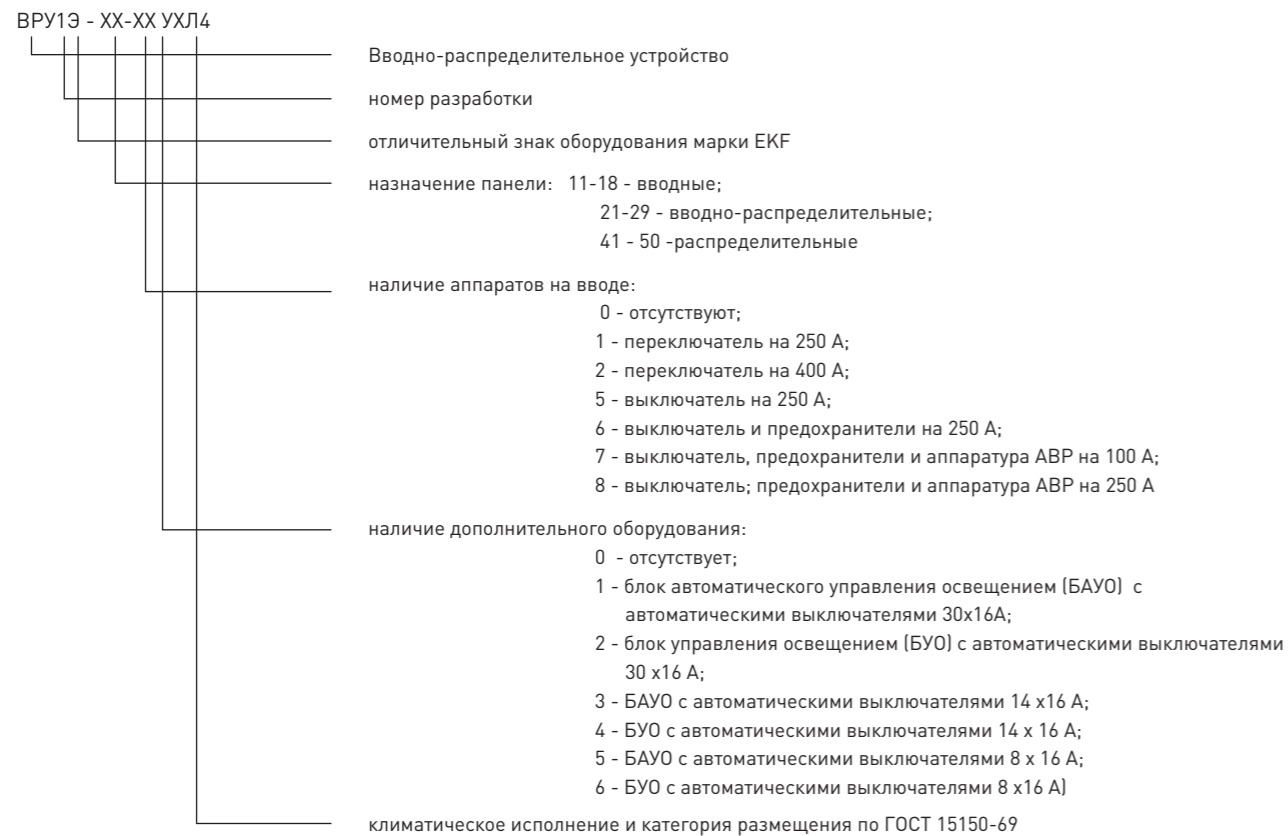 ВРУ1Э - ХХ-ХХ УХЛ4
Вводно-распределительное устройство
номер разработки
отличительный знак оборудования марки EKF
назначение панели: 11-18 - вводные;
21-29 - вводно-распределительные;
41 - 50 -распределительные
наличие аппаратов на вводе:
0 - отсутствуют;
1 - переключатель на 250 А;
2 - переключатель на 400 А;
5 - выключатель на 250 А;
6 - выключатель и предохранители на 250 А;
7 - выключатель, предохранители и аппаратура АВР на 100 А;
8 - выключатель; предохранители и аппаратура АВР на 250 А
наличие дополнительного оборудования:
0 - отсутствует;
1 - блок автоматического управления освещением (БАУО) с
автоматическими выключателями 30х16А;
2 - блок управления освещением (БУО) с автоматическими выключателями
30 х16 А;
3 - БАУО с автоматическими выключателями 14 х16 А;
4 - БУО с автоматическими выключателями 14 х 16 А;
5 - БАУО с автоматическими выключателями 8 х 16 А;
6 - БУО с автоматическими выключателями 8 х16 А)
климатическое исполнение и категория размещения по ГОСТ 15150-69